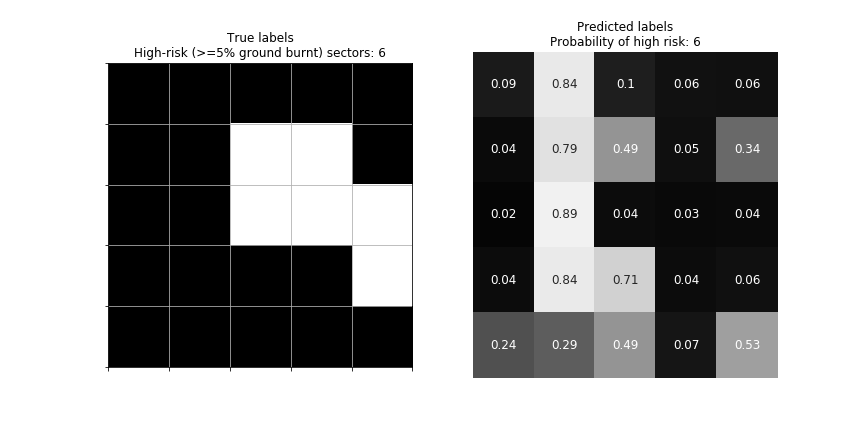 True labels
High-risk (>=5% ground burnt) sectors: 6
Predicted labels
Probability of high risk: 6
0.09 0.84 0.1 0.06 0.06
0.04 0.79 0.49 0.05 0.34
0.02 0.89 0.04 0.03 0.04
0.04 0.84 0.71 0.04 0.06
0.24 0.29 0.49 0.07 0.53